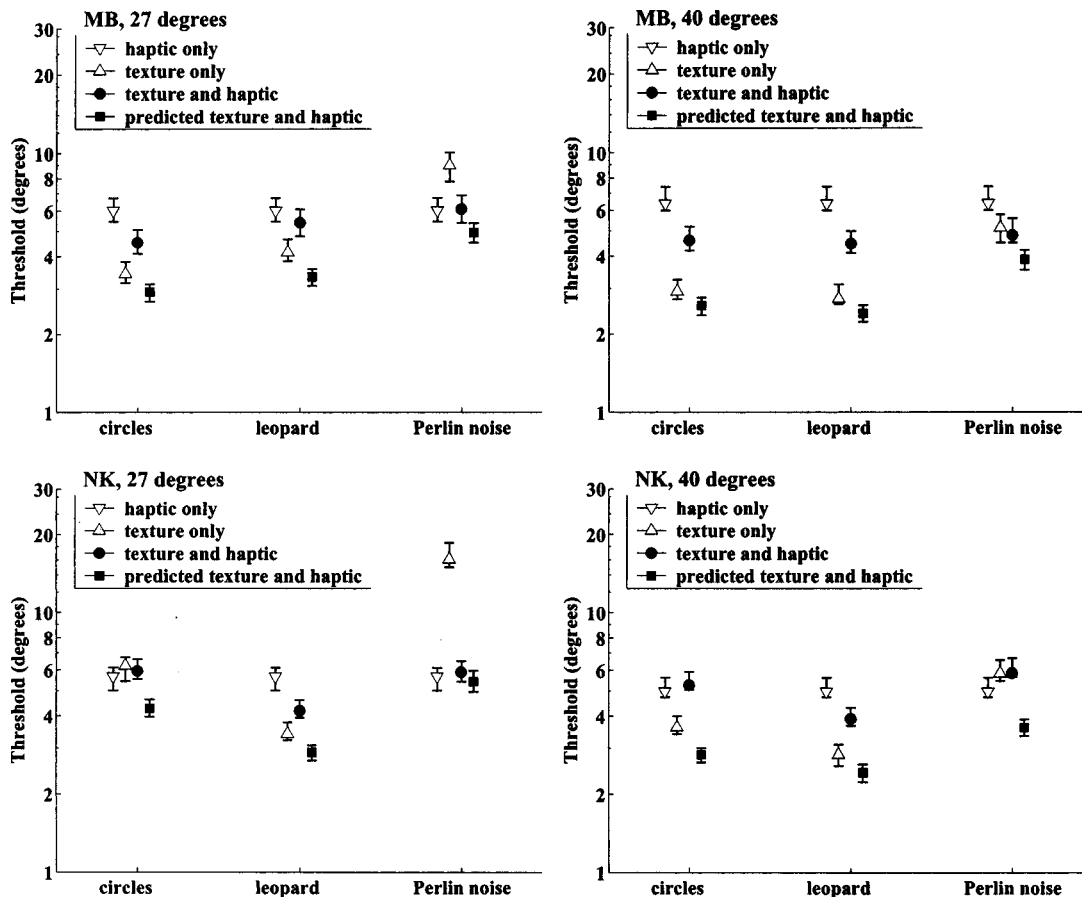 MB, 27 degrees
30
20
10
8
6
4
2
1
Threshold (degrees)
haptic only
texture only
texture and haptic
predicted texture and haptic
circles leopard Perlin noise
MB, 40 degrees
30
20
10
8
6
4
2
1
Threshold (degrees)
haptic only
texture only
texture and haptic
predicted texture and haptic
circles leopard Perlin noise
NK, 27 degrees
30
20
10
8
6
4
2
1
Threshold (degrees)
haptic only
texture only
texture and haptic
predicted texture and haptic
circles leopard Perlin noise
NK, 40 degrees
30
20
10
8
6
4
2
1
Threshold (degrees)
haptic only
texture only
texture and haptic
predicted texture and haptic
circles leopard Perlin noise